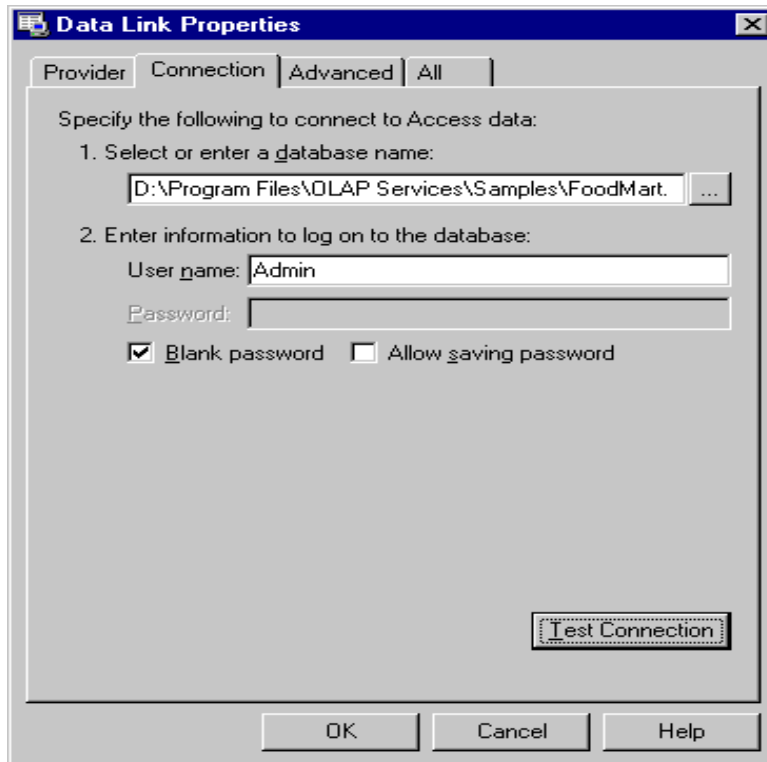 Data Link Properties
Provider Connection Advanced All
Specify the following to connect to Access data:
1. Select or enter a database name:
D:\Program Files\OLAP Services\Samples\FoodMart. ...
2. Enter information to log on to the database:
User name: Admin
Password:
Blank password Allow saving password
Test Connection
OK Cancel Help